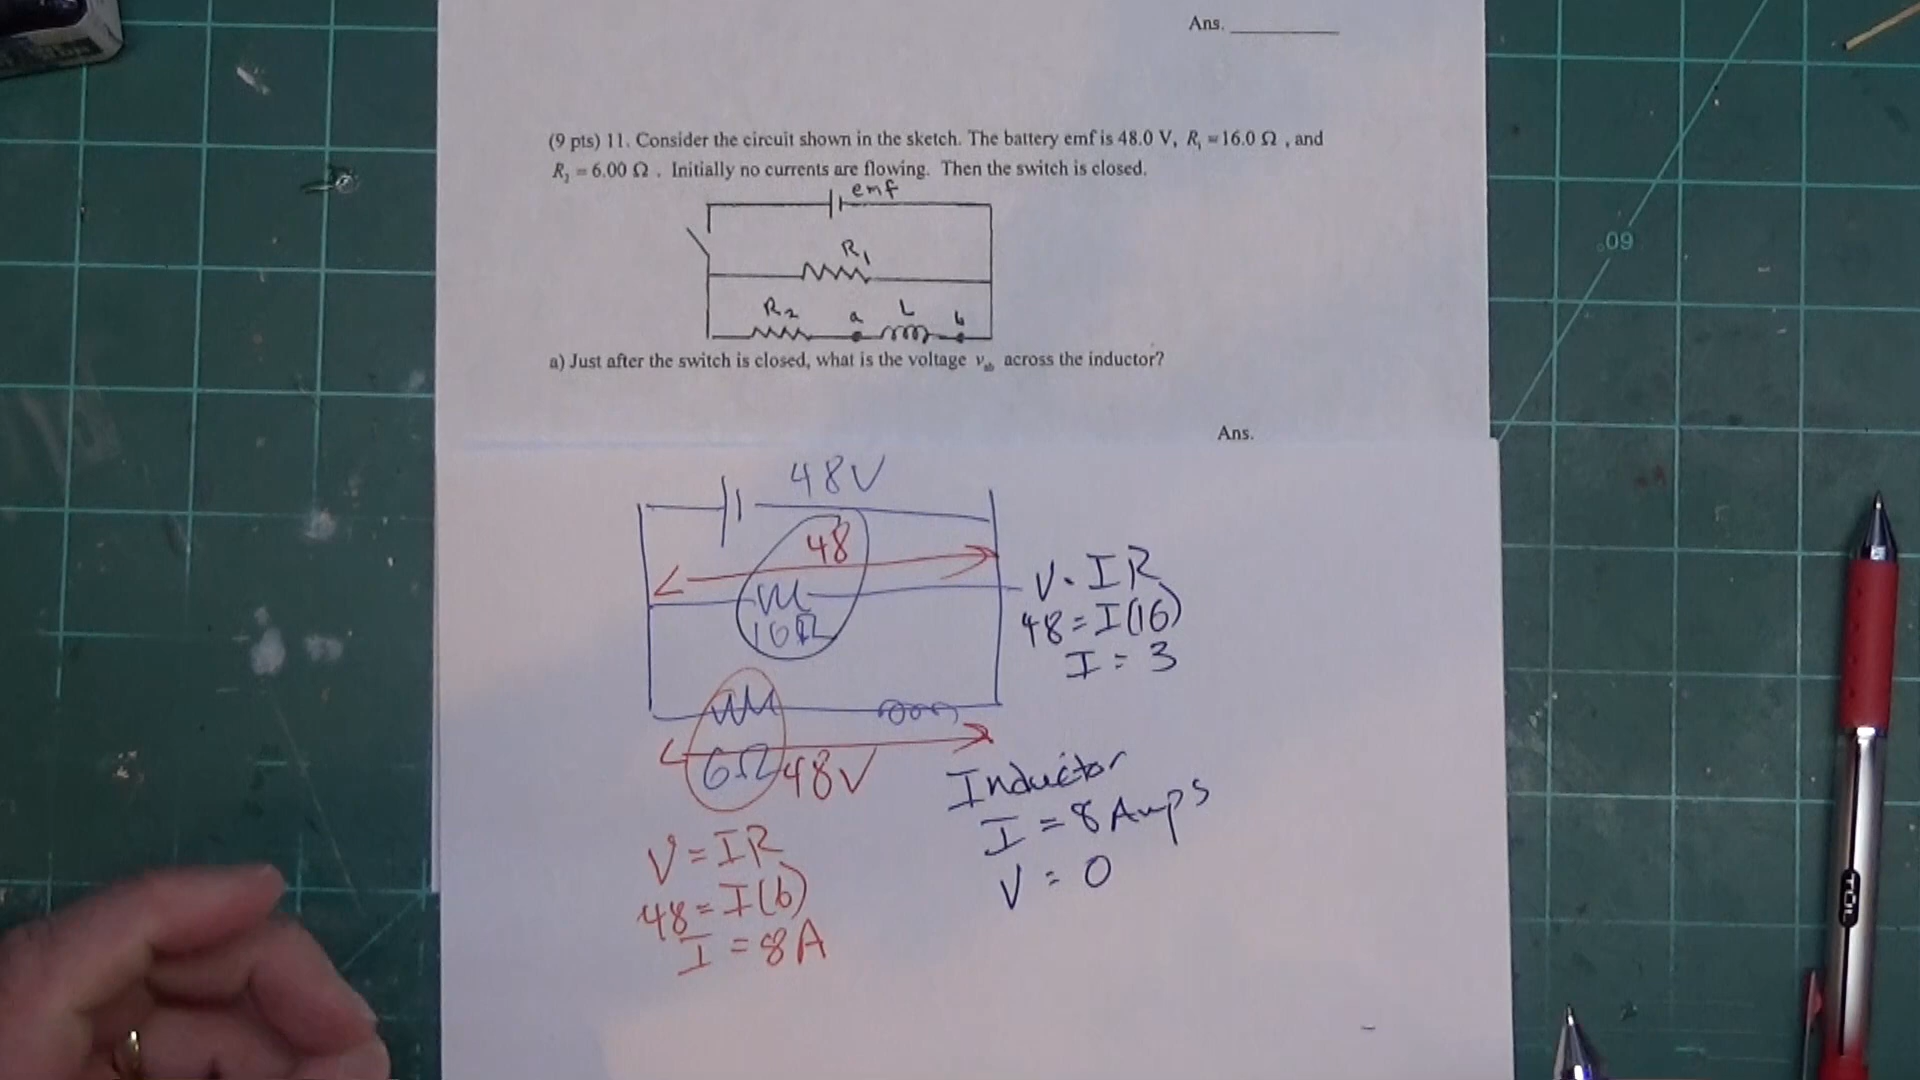 Ans. ________
(9 pts) 11. Consider the circuit shown in the sketch. The battery emf is 48.0 V, R₁ = 16.0 Ω , and
R₂ = 6.00 Ω . Initially no currents are flowing. Then the switch is closed.
emf
R₁
R₂ a L b
a) Just after the switch is closed, what is the voltage v_ab across the inductor?
Ans.
48V
48
16Ω
V = IR
48 = I(16)
I = 3
6Ω 48V
V = IR
48 = I(6)
I = 8A
Inductor
I = 8 Amps
V = 0
60
TUL